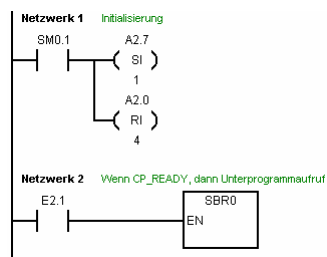 Netzwerk 1 Initialisierung
SM0.1 A2.7
SI
1
A2.0
RI
4
Netzwerk 2 Wenn CP_READY, dann Unterprogrammaufruf
E2.1 SBR0
EN